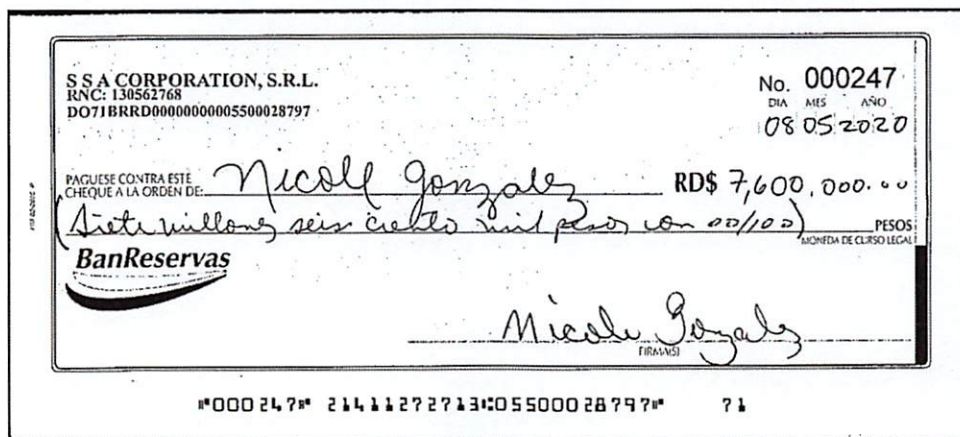 S S A CORPORATION, S.R.L.
RNC: 130562768
DO71BRRD00000000005500028797
No. 000247
DIA MES AÑO
08 05 2020
PAGUESE CONTRA ESTE
CHEQUE A LA ORDEN DE: Nicole Gonzalez RD$ 7,600,000.00
(Siete millones seis ciento mil pesos con 00/100) PESOS
MONEDA DE CURSO LEGAL
BanReservas
Nicole Gonzalez
FIRMA(S)
⑈000247⑈ 21411272713⑆05500028797⑈ 71